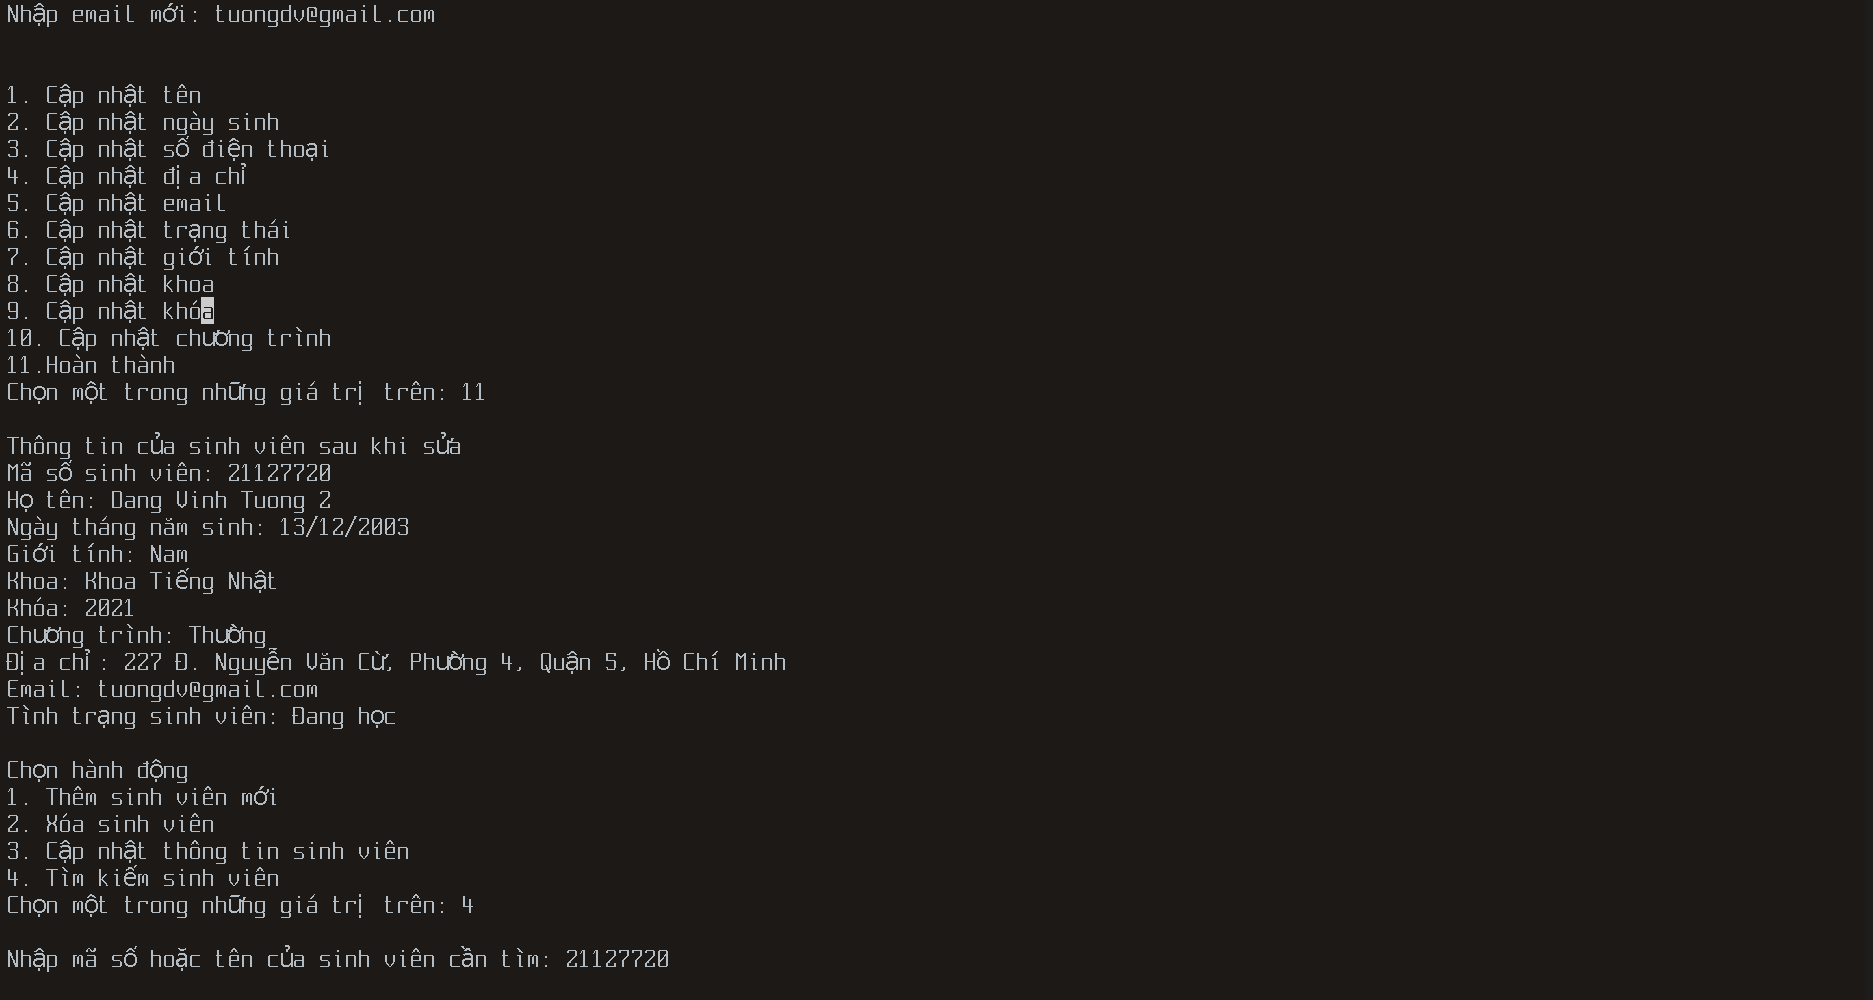 Nhập email mới: tuongdv@gmail.com
1. Cập nhật tên
2. Cập nhật ngày sinh
3. Cập nhật số điện thoại
4. Cập nhật địa chỉ
5. Cập nhật email
6. Cập nhật trạng thái
7. Cập nhật giới tính
8. Cập nhật khoa
9. Cập nhật khóa
10. Cập nhật chương trình
11.Hoàn thành
Chọn một trong những giá trị trên: 11
Thông tin của sinh viên sau khi sửa
Mã số sinh viên: 21127720
Họ tên: Dang Vinh Tuong 2
Ngày tháng năm sinh: 13/12/2003
Giới tính: Nam
Khoa: Khoa Tiếng Nhật
Khóa: 2021
Chương trình: Thường
Địa chỉ: 227 Đ. Nguyễn Văn Cừ, Phường 4, Quận 5, Hồ Chí Minh
Email: tuongdv@gmail.com
Tình trạng sinh viên: Đang học
Chọn hành động
1. Thêm sinh viên mới
2. Xóa sinh viên
3. Cập nhật thông tin sinh viên
4. Tìm kiếm sinh viên
Chọn một trong những giá trị trên: 4
Nhập mã số hoặc tên của sinh viên cần tìm: 21127720